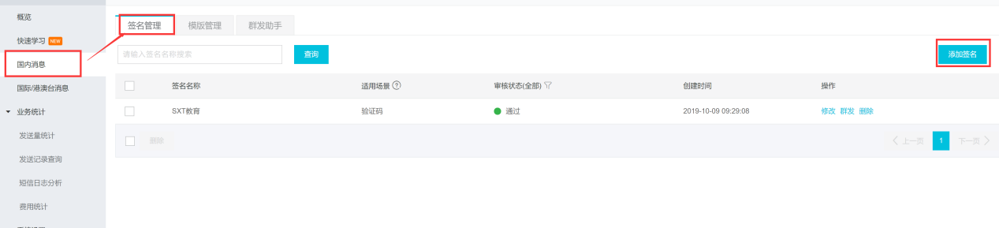 概览
快速学习 NEW
国内消息
国际/港澳台消息
业务统计
发送量统计
发送记录查询
短信日志分析
费用统计
签名管理 模版管理 群发助手
请输入签名名称搜索 查询 添加签名
签名名称 适用场景 ? 审核状态(全部) 创建时间 操作
SXT教育 验证码 通过 2019-10-09 09:29:08 修改 群发 删除
删除 上一页 1 下一页